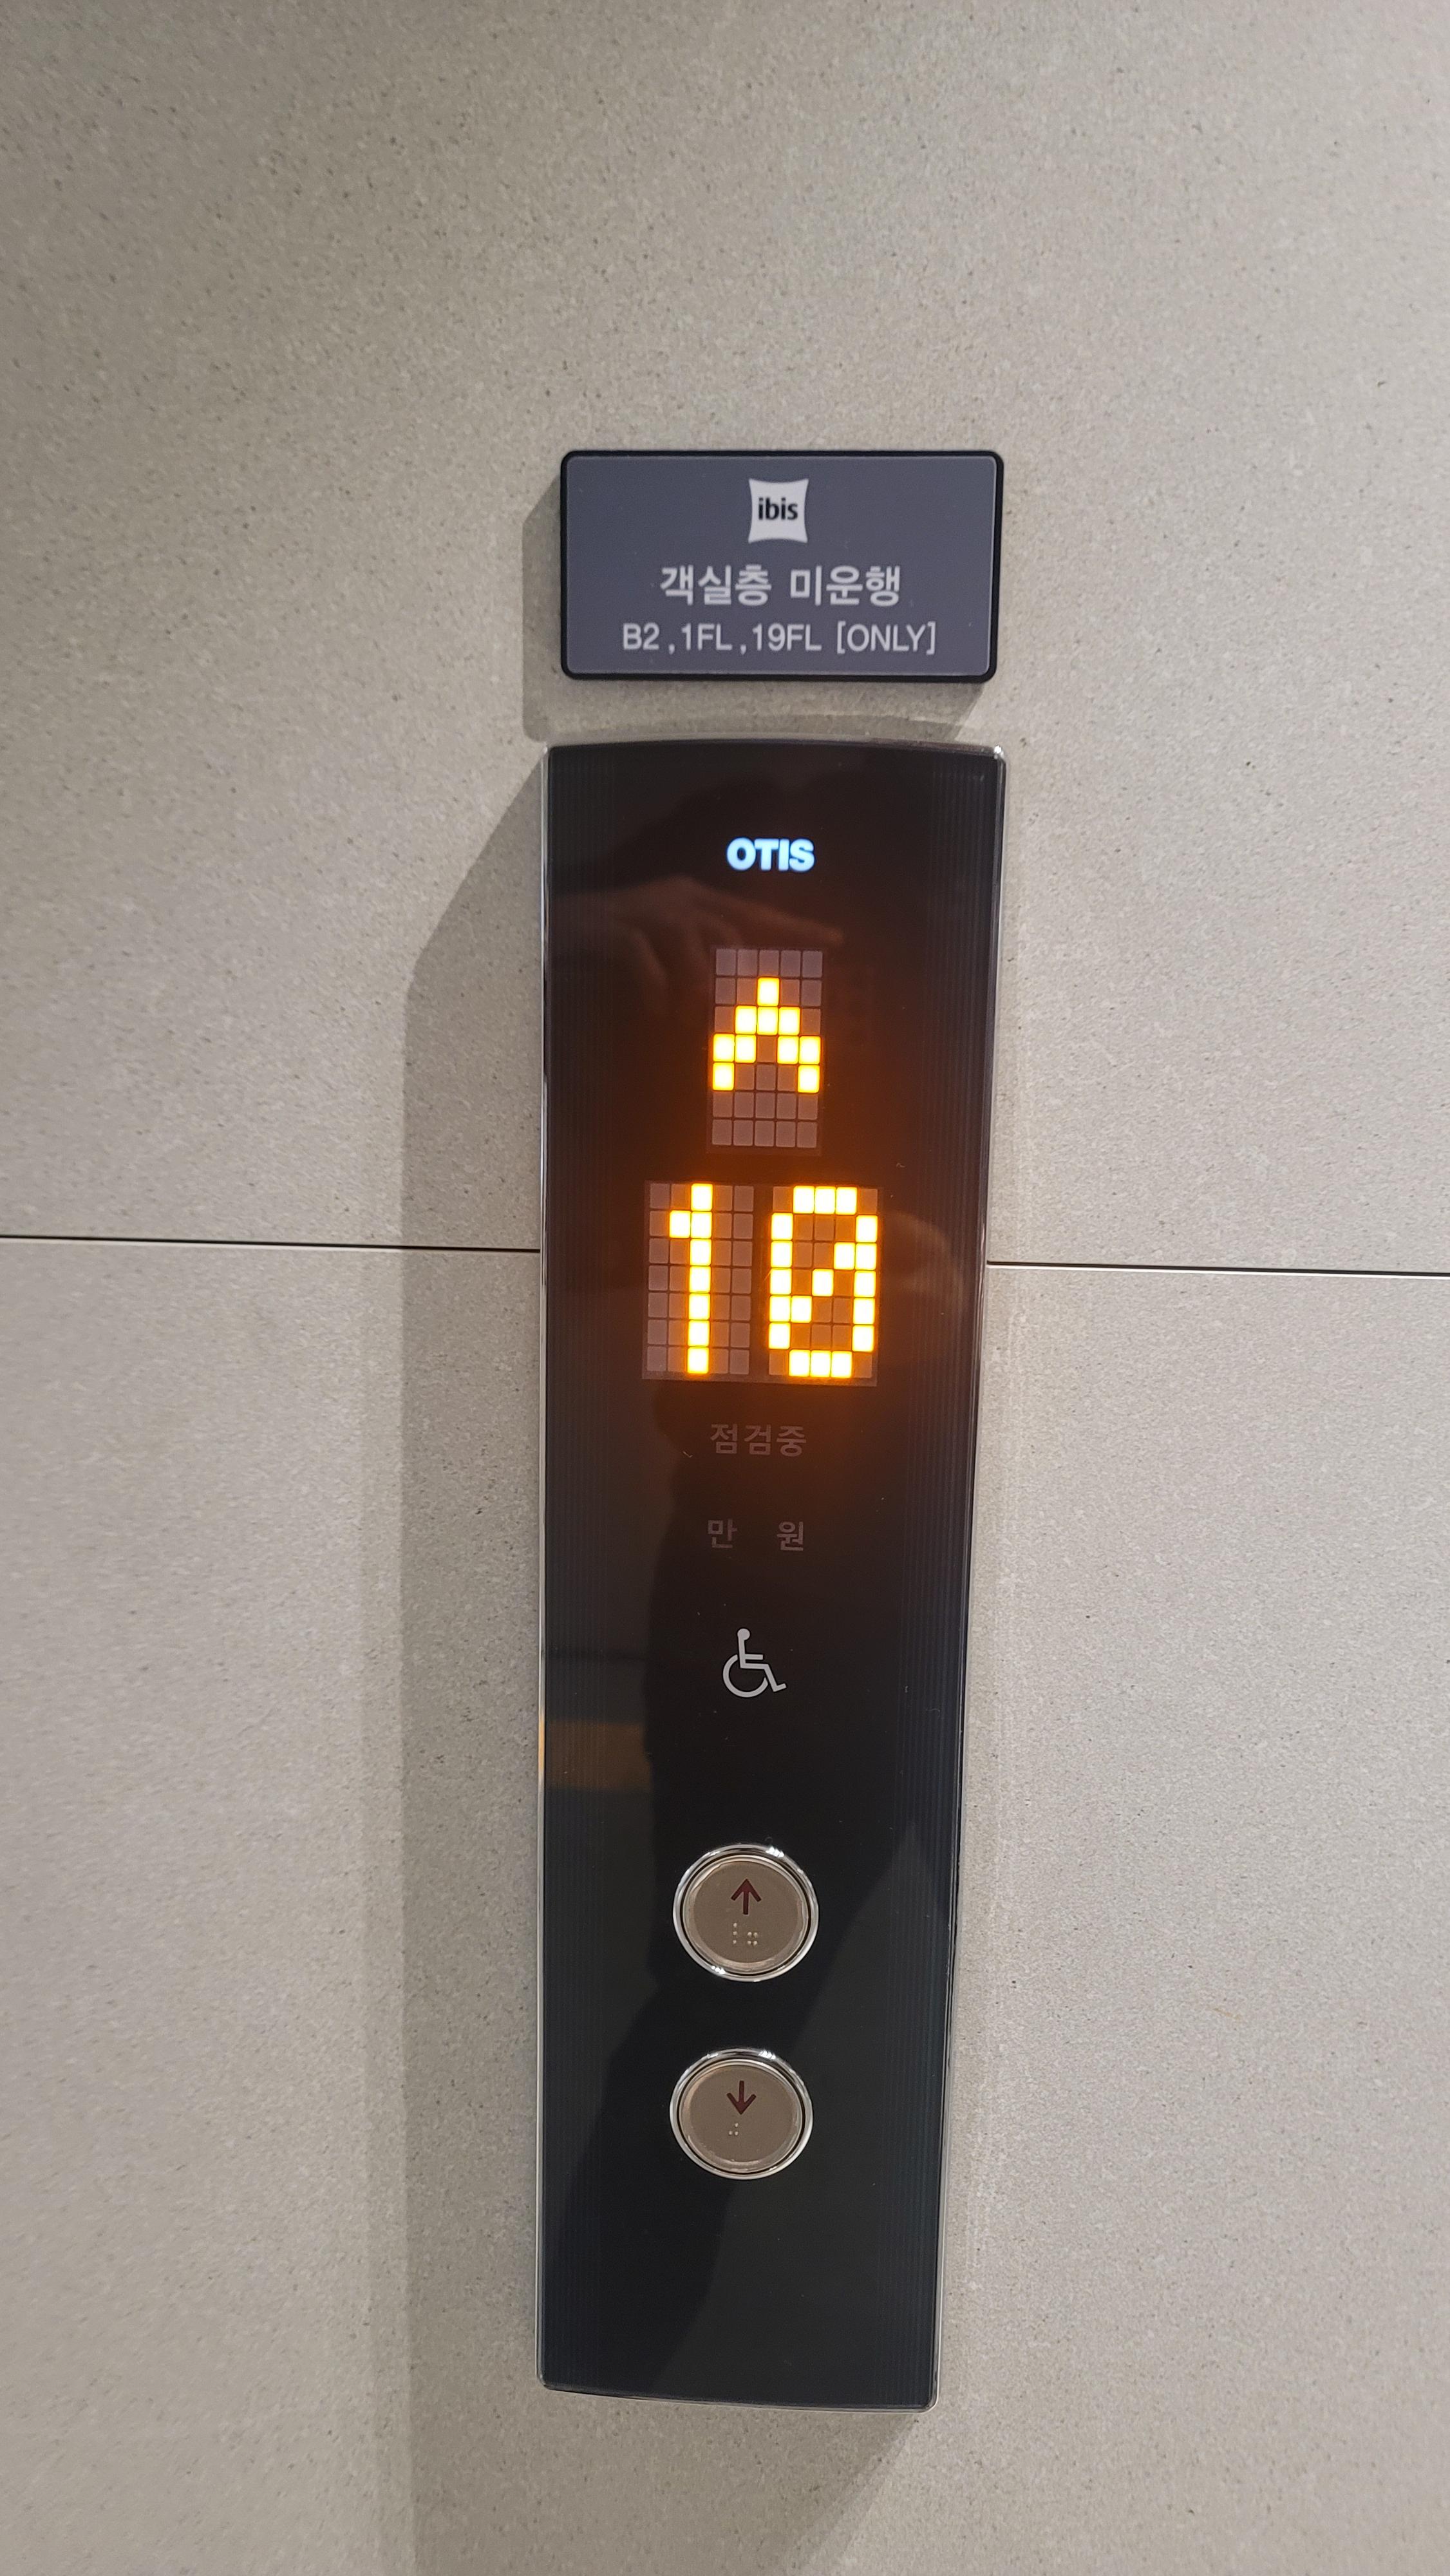 ibis
객실층 미운행
B2 ,1FL ,19FL [ONLY]
OTIS
10
점검중
만 원